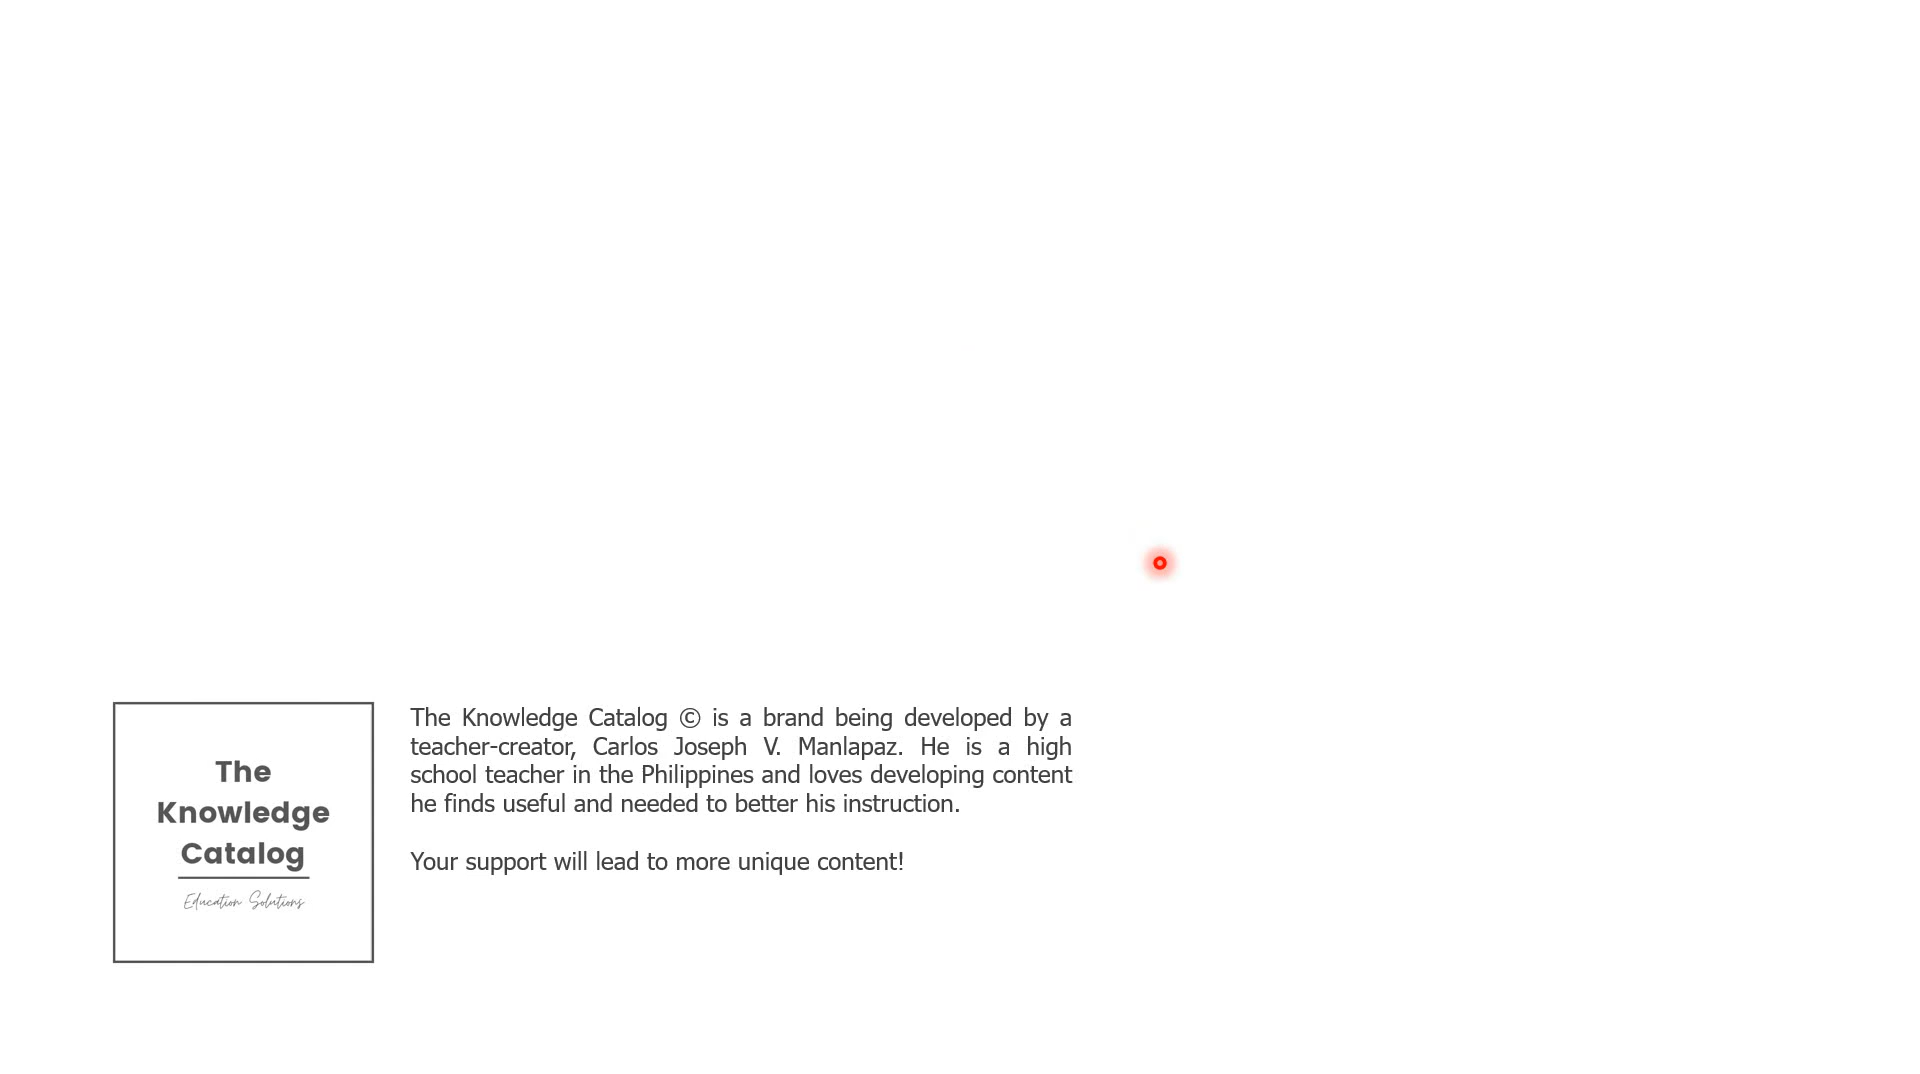 The
Knowledge
Catalog
Education Solutions
The Knowledge Catalog © is a brand being developed by a
teacher-creator, Carlos Joseph V. Manlapaz. He is a high
school teacher in the Philippines and loves developing content
he finds useful and needed to better his instruction.
Your support will lead to more unique content!